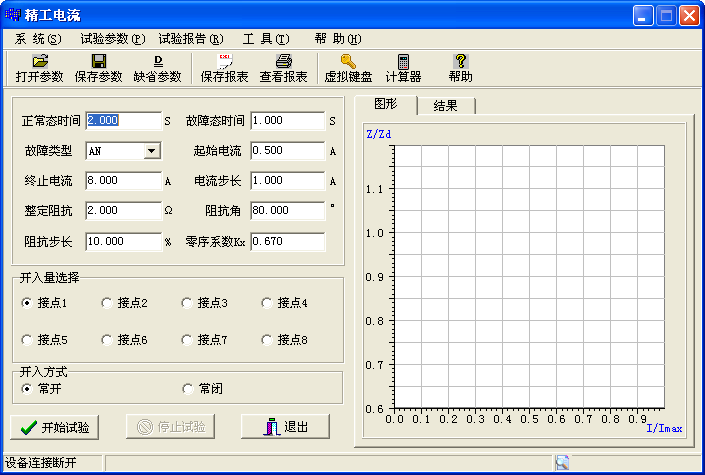 精工电流
系 统(S) 试验参数(P) 试验报告(R) 工 具(T) 帮 助(H)
打开参数 保存参数 缺省参数 保存报表 查看报表 虚拟键盘 计算器 帮助
正常态时间 2.000 S 故障态时间 1.000 S
故障类型 AN 起始电流 0.500 A
终止电流 8.000 A 电流步长 1.000 A
整定阻抗 2.000 Ω 阻抗角 80.000 °
阻抗步长 10.000 % 零序系数Kx 0.670
开入量选择
接点1 接点2 接点3 接点4
接点5 接点6 接点7 接点8
开入方式
常开 常闭
开始试验 停止试验 退出
图形 结果
Z/Zd
1.1
1.0
0.9
0.8
0.7
0.6
0.0 0.1 0.2 0.3 0.4 0.5 0.6 0.7 0.8 0.9
I/Imax
设备连接断开